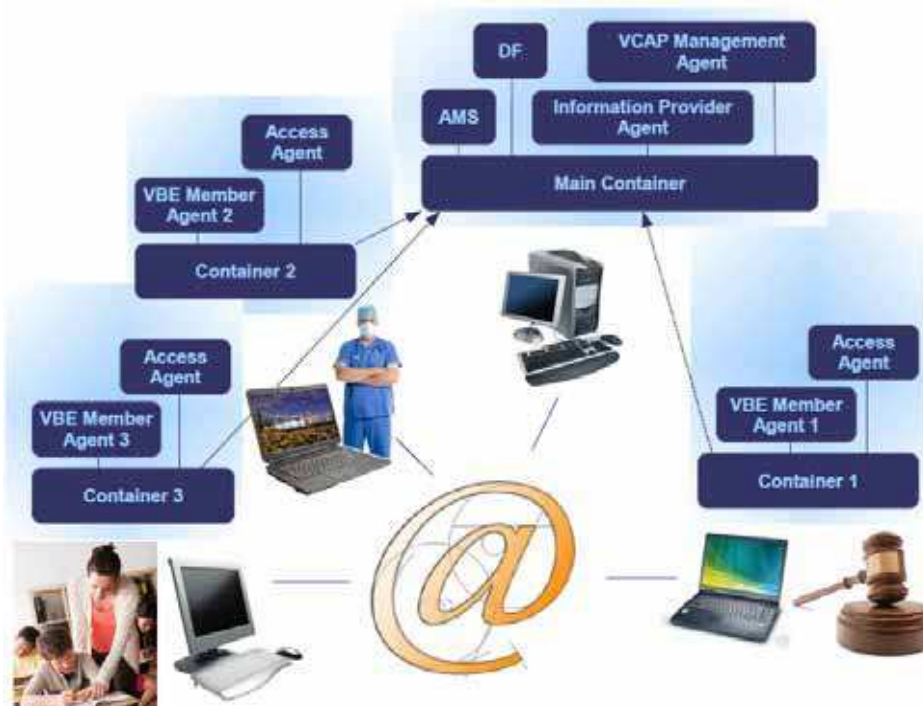 DF
VCAP Management
Agent
AMS
Information Provider
Agent
Main Container
Access
Agent
VBE Member
Agent 2
Container 2
Access
Agent
VBE Member
Agent 3
Container 3
Access
Agent
VBE Member
Agent 1
Container 1
@